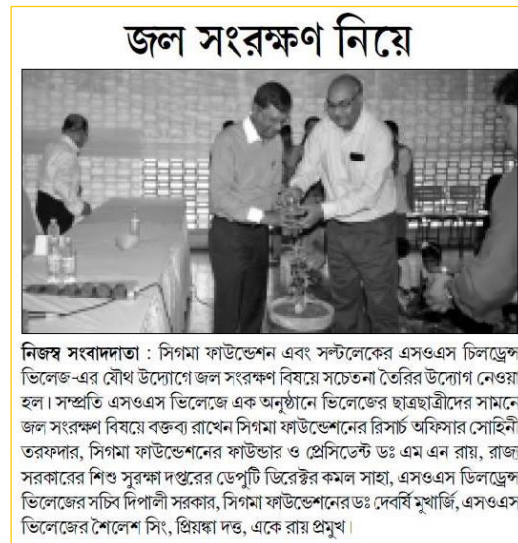 জল সংরক্ষণ নিয়ে
নিজস্ব সংবাদদাতা : সিগমা ফাউন্ডেশন এবং সল্টলেকের এসওএস চিলড্রেন্স
ভিলেজ-এর যৌথ উদ্যোগে জল সংরক্ষণ বিষয়ে সচেতনা তৈরির উদ্যোগ নেওয়া
হল। সম্প্রতি এসওএস ভিলেজে এক অনুষ্ঠানে ভিলেজের ছাত্রছাত্রীদের সামনে
জল সংরক্ষণ বিষয়ে বক্তব্য রাখেন সিগমা ফাউন্ডেশনের রিসার্চ অফিসার সোহিনী
তরফদার, সিগমা ফাউন্ডেশনের ফাউন্ডার ও প্রেসিডেন্ট ডঃ এম এন রায়, রাজ্য
সরকারের শিশু সুরক্ষা দপ্তরের ডেপুটি ডিরেক্টর কমল সাহা, এসওএস ডিলড্রেন্স
ভিলেজের সচিব দিপালী সরকার, সিগমা ফাউন্ডেশনের ডঃ দেবর্ষি মুখার্জি, এসওএস
ভিলেজের শৈলেশ সিং, প্রিয়ঙ্কা দত্ত, একে রায় প্রমুখ।